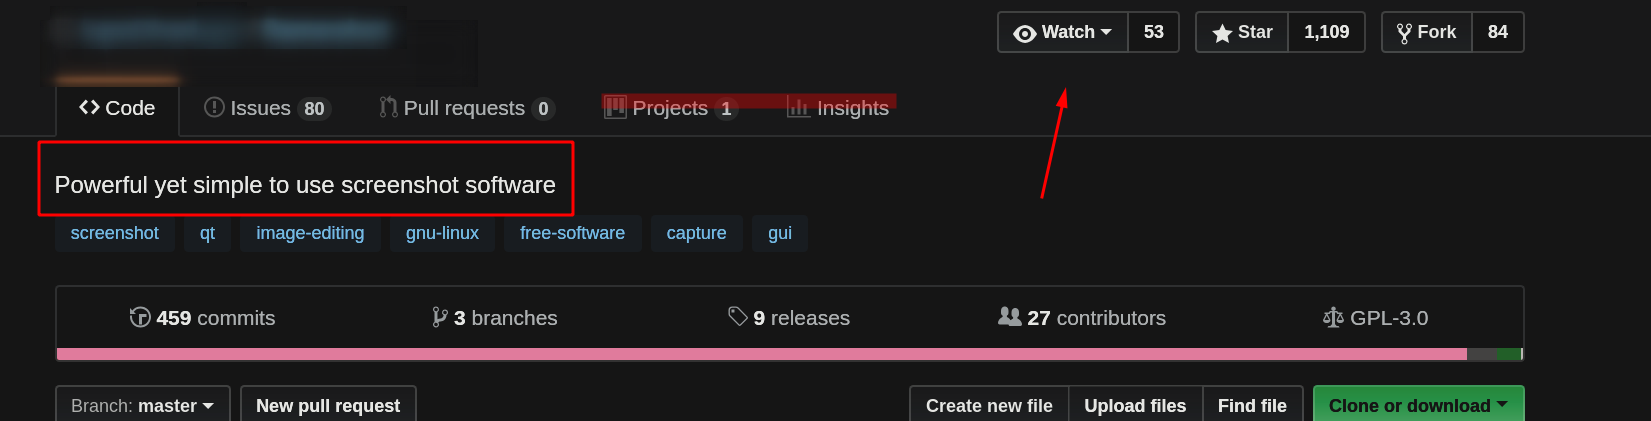 Watch 53 Star 1,109 Fork 84
Code Issues 80 Pull requests 0 Projects 1 Insights
Powerful yet simple to use screenshot software
screenshot qt image-editing gnu-linux free-software capture gui
459 commits 3 branches 9 releases 27 contributors GPL-3.0
Branch: master New pull request Create new file Upload files Find file Clone or download